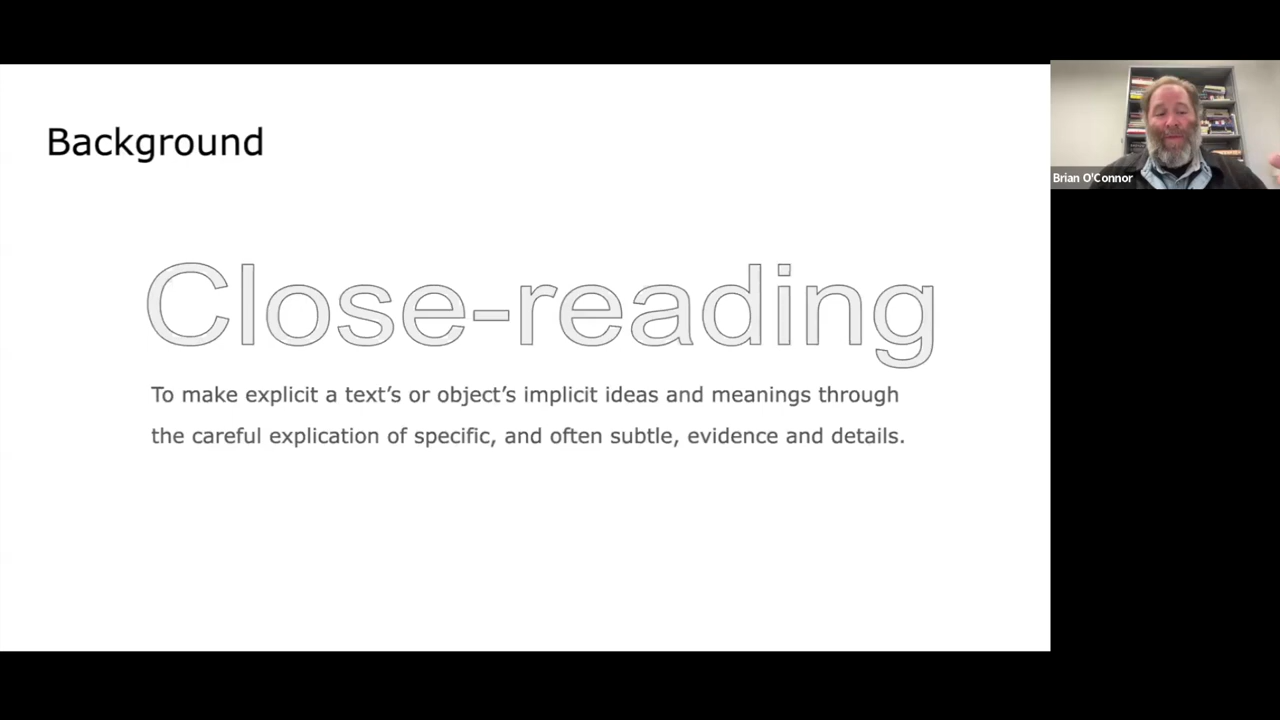 Background
Close-reading
To make explicit a text’s or object’s implicit ideas and meanings through
the careful explication of specific, and often subtle, evidence and details.
Brian O'Connor